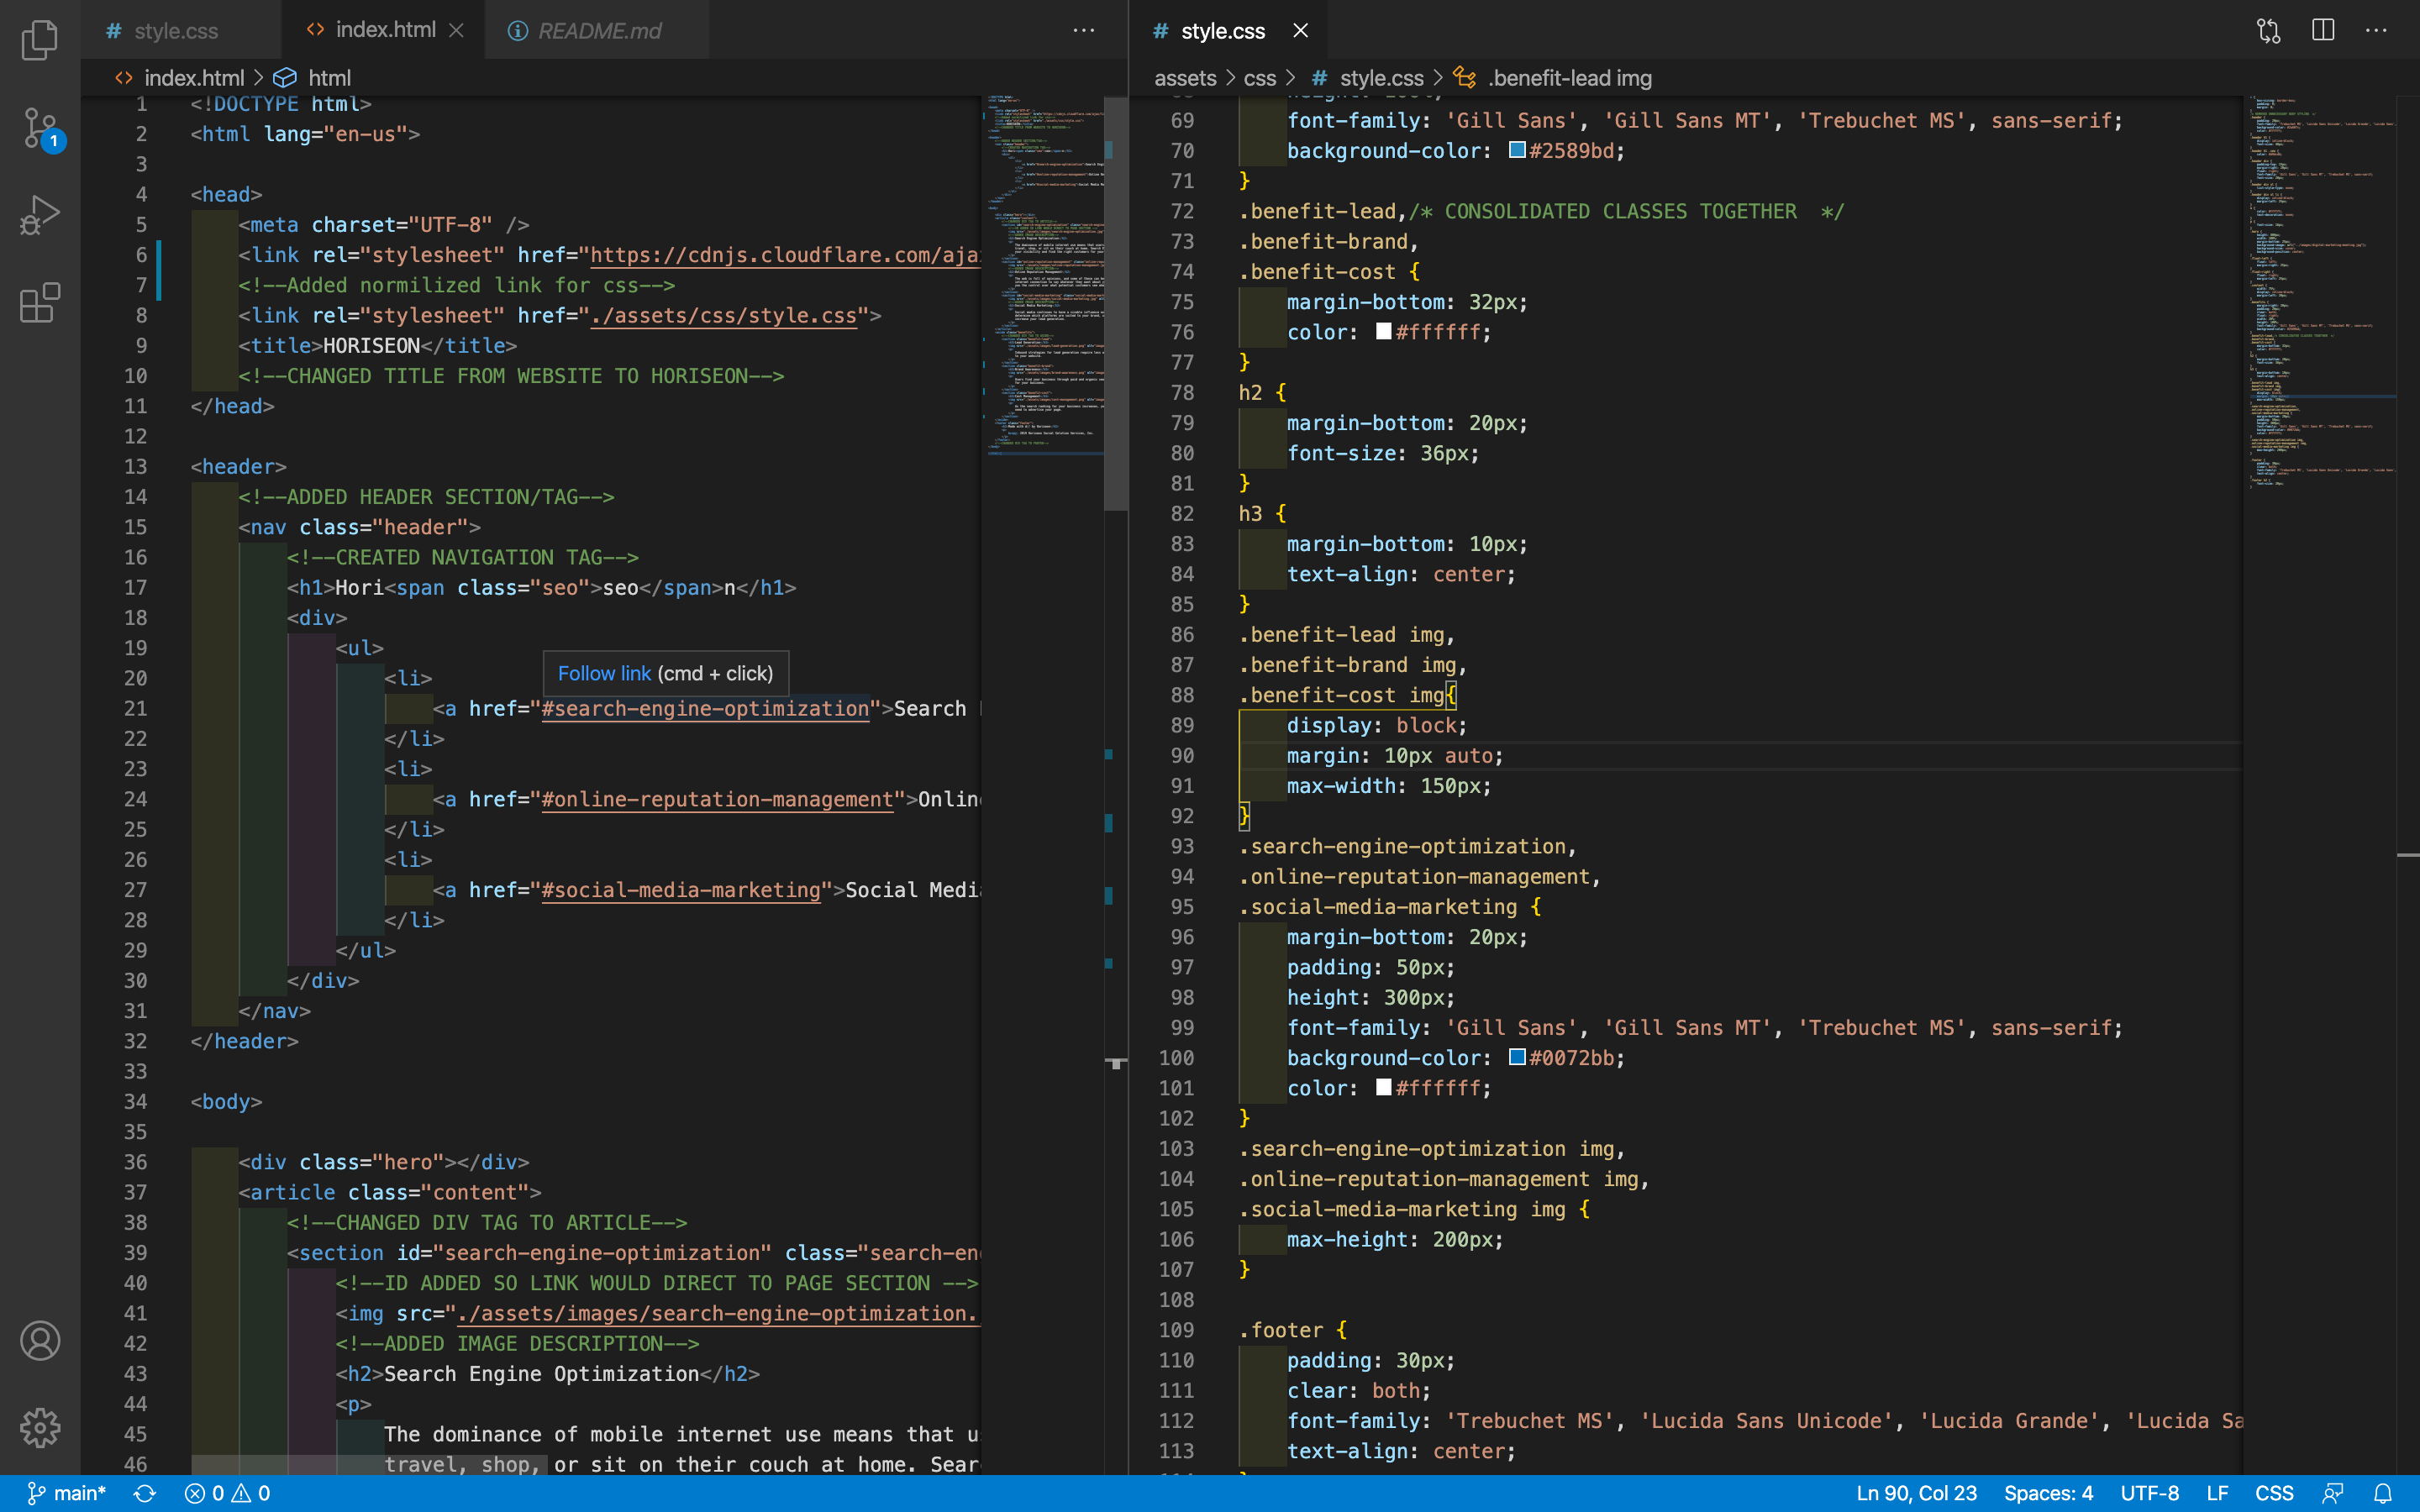 # style.css
<> index.html ×
README.md
···
<> index.html > html
1 <!DOCTYPE html>
2 <html lang="en-us">
3
4 <head>
5 <meta charset="UTF-8" />
6 <link rel="stylesheet" href="https://cdnjs.cloudflare.com/aja
7 <!--Added normilized link for css-->
8 <link rel="stylesheet" href="./assets/css/style.css">
9 <title>HORISEON</title>
10 <!--CHANGED TITLE FROM WEBSITE TO HORISEON-->
11 </head>
12
13 <header>
14 <!--ADDED HEADER SECTION/TAG-->
15 <nav class="header">
16 <!--CREATED NAVIGATION TAG-->
17 <h1>Hori<span class="seo">seo</span>n</h1>
18 <div>
19 <ul>
20 <li>
Follow link (cmd + click)
21 <a href="#search-engine-optimization">Search
22 </li>
23 <li>
24 <a href="#online-reputation-management">Onlin
25 </li>
26 <li>
27 <a href="#social-media-marketing">Social Medi
28 </li>
29 </ul>
30 </div>
31 </nav>
32 </header>
33
34 <body>
35
36 <div class="hero"></div>
37 <article class="content">
38 <!--CHANGED DIV TAG TO ARTICLE-->
39 <section id="search-engine-optimization" class="search-en
40 <!--ID ADDED SO LINK WOULD DIRECT TO PAGE SECTION -->
41 <img src="./assets/images/search-engine-optimization.
42 <!--ADDED IMAGE DESCRIPTION-->
43 <h2>Search Engine Optimization</h2>
44 <p>
45 The dominance of mobile internet use means that u
46 travel, shop, or sit on their couch at home. Sear
# style.css ×
···
assets > css > # style.css > .benefit-lead img
69 font-family: 'Gill Sans', 'Gill Sans MT', 'Trebuchet MS', sans-serif;
70 background-color: #2589bd;
71 }
72 .benefit-lead,/* CONSOLIDATED CLASSES TOGETHER  */
73 .benefit-brand,
74 .benefit-cost {
75 margin-bottom: 32px;
76 color: #ffffff;
77 }
78 h2 {
79 margin-bottom: 20px;
80 font-size: 36px;
81 }
82 h3 {
83 margin-bottom: 10px;
84 text-align: center;
85 }
86 .benefit-lead img,
87 .benefit-brand img,
88 .benefit-cost img{
89 display: block;
90 margin: 10px auto;
91 max-width: 150px;
92 }
93 .search-engine-optimization,
94 .online-reputation-management,
95 .social-media-marketing {
96 margin-bottom: 20px;
97 padding: 50px;
98 height: 300px;
99 font-family: 'Gill Sans', 'Gill Sans MT', 'Trebuchet MS', sans-serif;
100 background-color: #0072bb;
101 color: #ffffff;
102 }
103 .search-engine-optimization img,
104 .online-reputation-management img,
105 .social-media-marketing img {
106 max-height: 200px;
107 }
108
109 .footer {
110 padding: 30px;
111 clear: both;
112 font-family: 'Trebuchet MS', 'Lucida Sans Unicode', 'Lucida Grande', 'Lucida Sa
113 text-align: center;
1
main* 0 0
Ln 90, Col 23 Spaces: 4 UTF-8 LF CSS